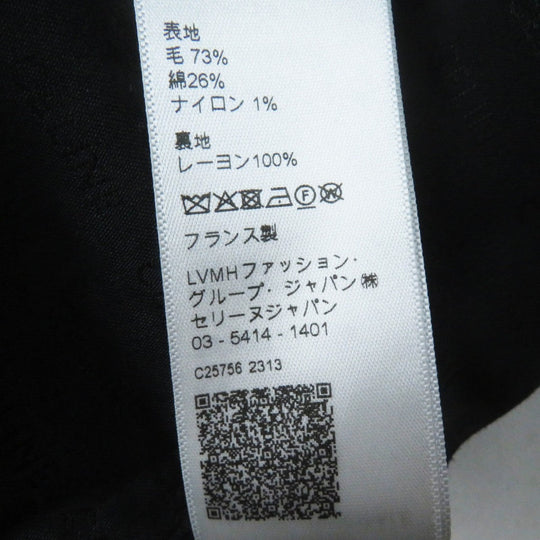 表地
毛 73%
綿26%
ナイロン 1%
裏地
レーヨン100%
フランス製
LVMHファッション・
グループ・ジャパン㈱
セリーヌジャパン
03 - 5414 - 1401
C25756 2313